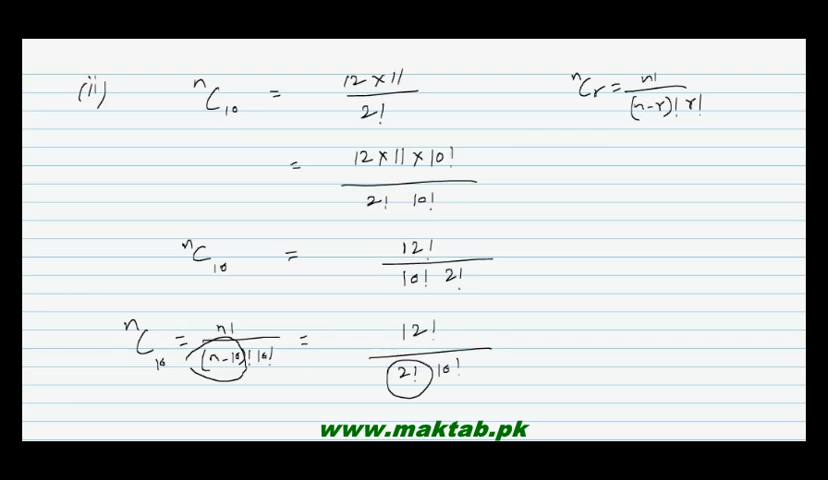 (ii) ⁿC₁₀ = 12 × 11 / 2! ⁿCr = n! / (n-r)! r!
= 12 × 11 × 10! / 2! 10!
ⁿC₁₀ = 12! / 10! 2!
ⁿC₁₀ = n! / (n-10)! 10! = 12! / 2! 10!
www.maktab.pk